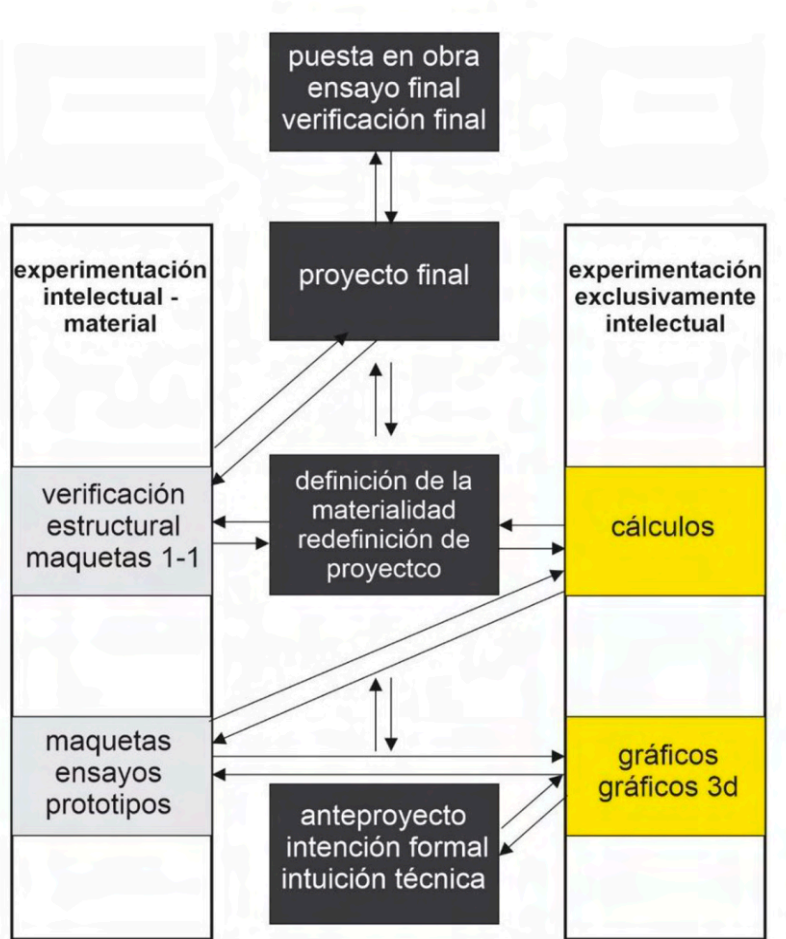 puesta en obra
ensayo final
verificación final
experimentación
intelectual -
material
proyecto final
experimentación
exclusivamente
intelectual
verificación
estructural
maquetas 1-1
definición de la
materialidad
redefinición de
proyectco
cálculos
maquetas
ensayos
prototipos
gráficos
gráficos 3d
anteproyecto
intención formal
intuición técnica